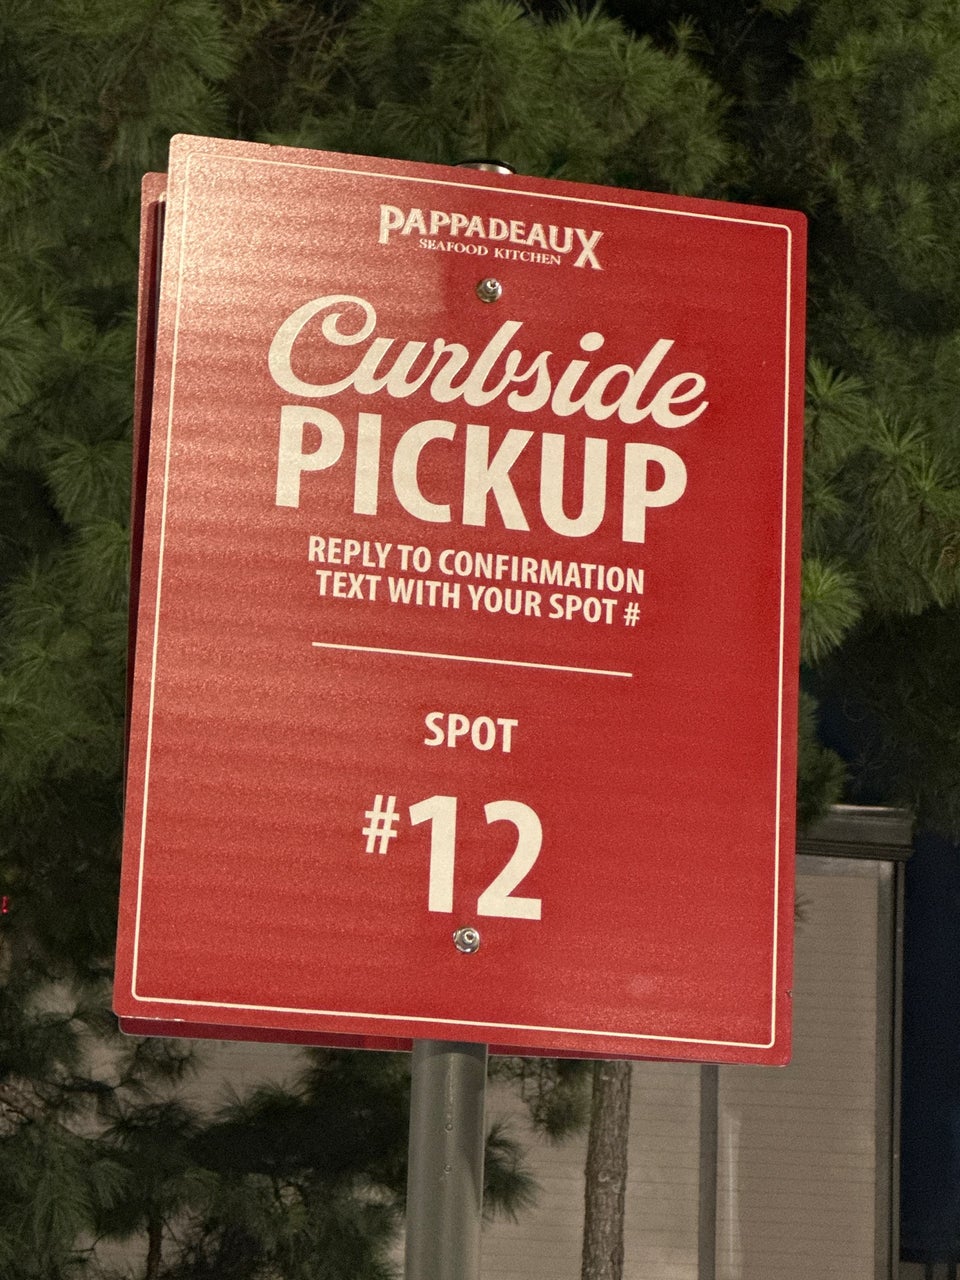 PAPPADEAUX
SEAFOOD KITCHEN
Curbside
PICKUP
REPLY TO CONFIRMATION
TEXT WITH YOUR SPOT #
SPOT
#12